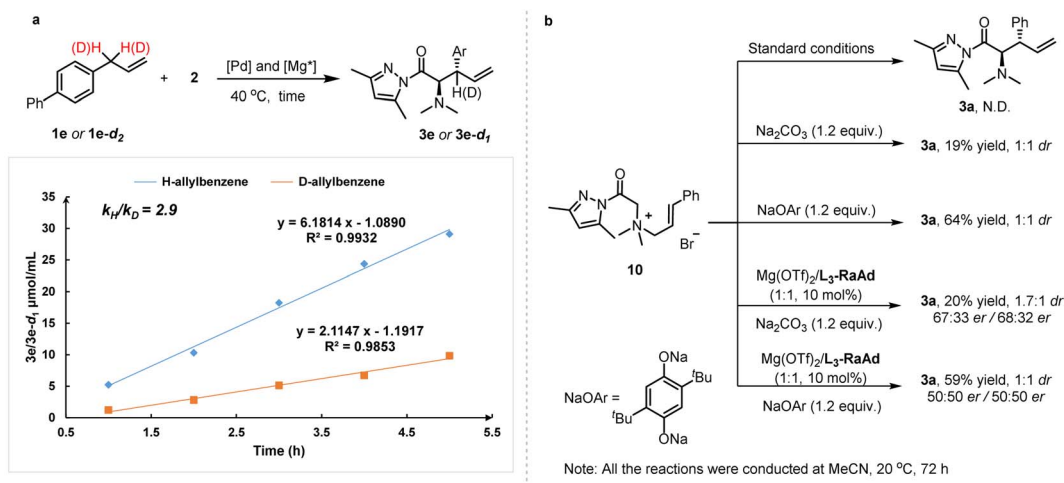 a
(D)H H(D)
Ph
1e or 1e-d2
+ 2
[Pd] and [Mg*]
40 °C, time
N
N
O
Ar
H(D)
N
3e or 3e-d1
H-allylbenzene
D-allylbenzene
kH/kD = 2.9
y = 6.1814 x - 1.0890
R² = 0.9932
y = 2.1147 x - 1.1917
R² = 0.9853
3e/3e-d1 μmol/mL
35
30
25
20
15
10
5
0
0.5 1.5 2.5 3.5 4.5 5.5
Time (h)
b
N
N
O
N
+
Ph
Br−
10
Standard conditions
N
N
O
Ph
N
3a, N.D.
Na2CO3 (1.2 equiv.)
3a, 19% yield, 1:1 dr
NaOAr (1.2 equiv.)
3a, 64% yield, 1:1 dr
Mg(OTf)2/L3-RaAd
(1:1, 10 mol%)
Na2CO3 (1.2 equiv.)
3a, 20% yield, 1.7:1 dr
67:33 er / 68:32 er
Mg(OTf)2/L3-RaAd
(1:1, 10 mol%)
NaOAr (1.2 equiv.)
3a, 59% yield, 1:1 dr
50:50 er / 50:50 er
NaOAr =
ONa
tBu
tBu
ONa
Note: All the reactions were conducted at MeCN, 20 °C, 72 h